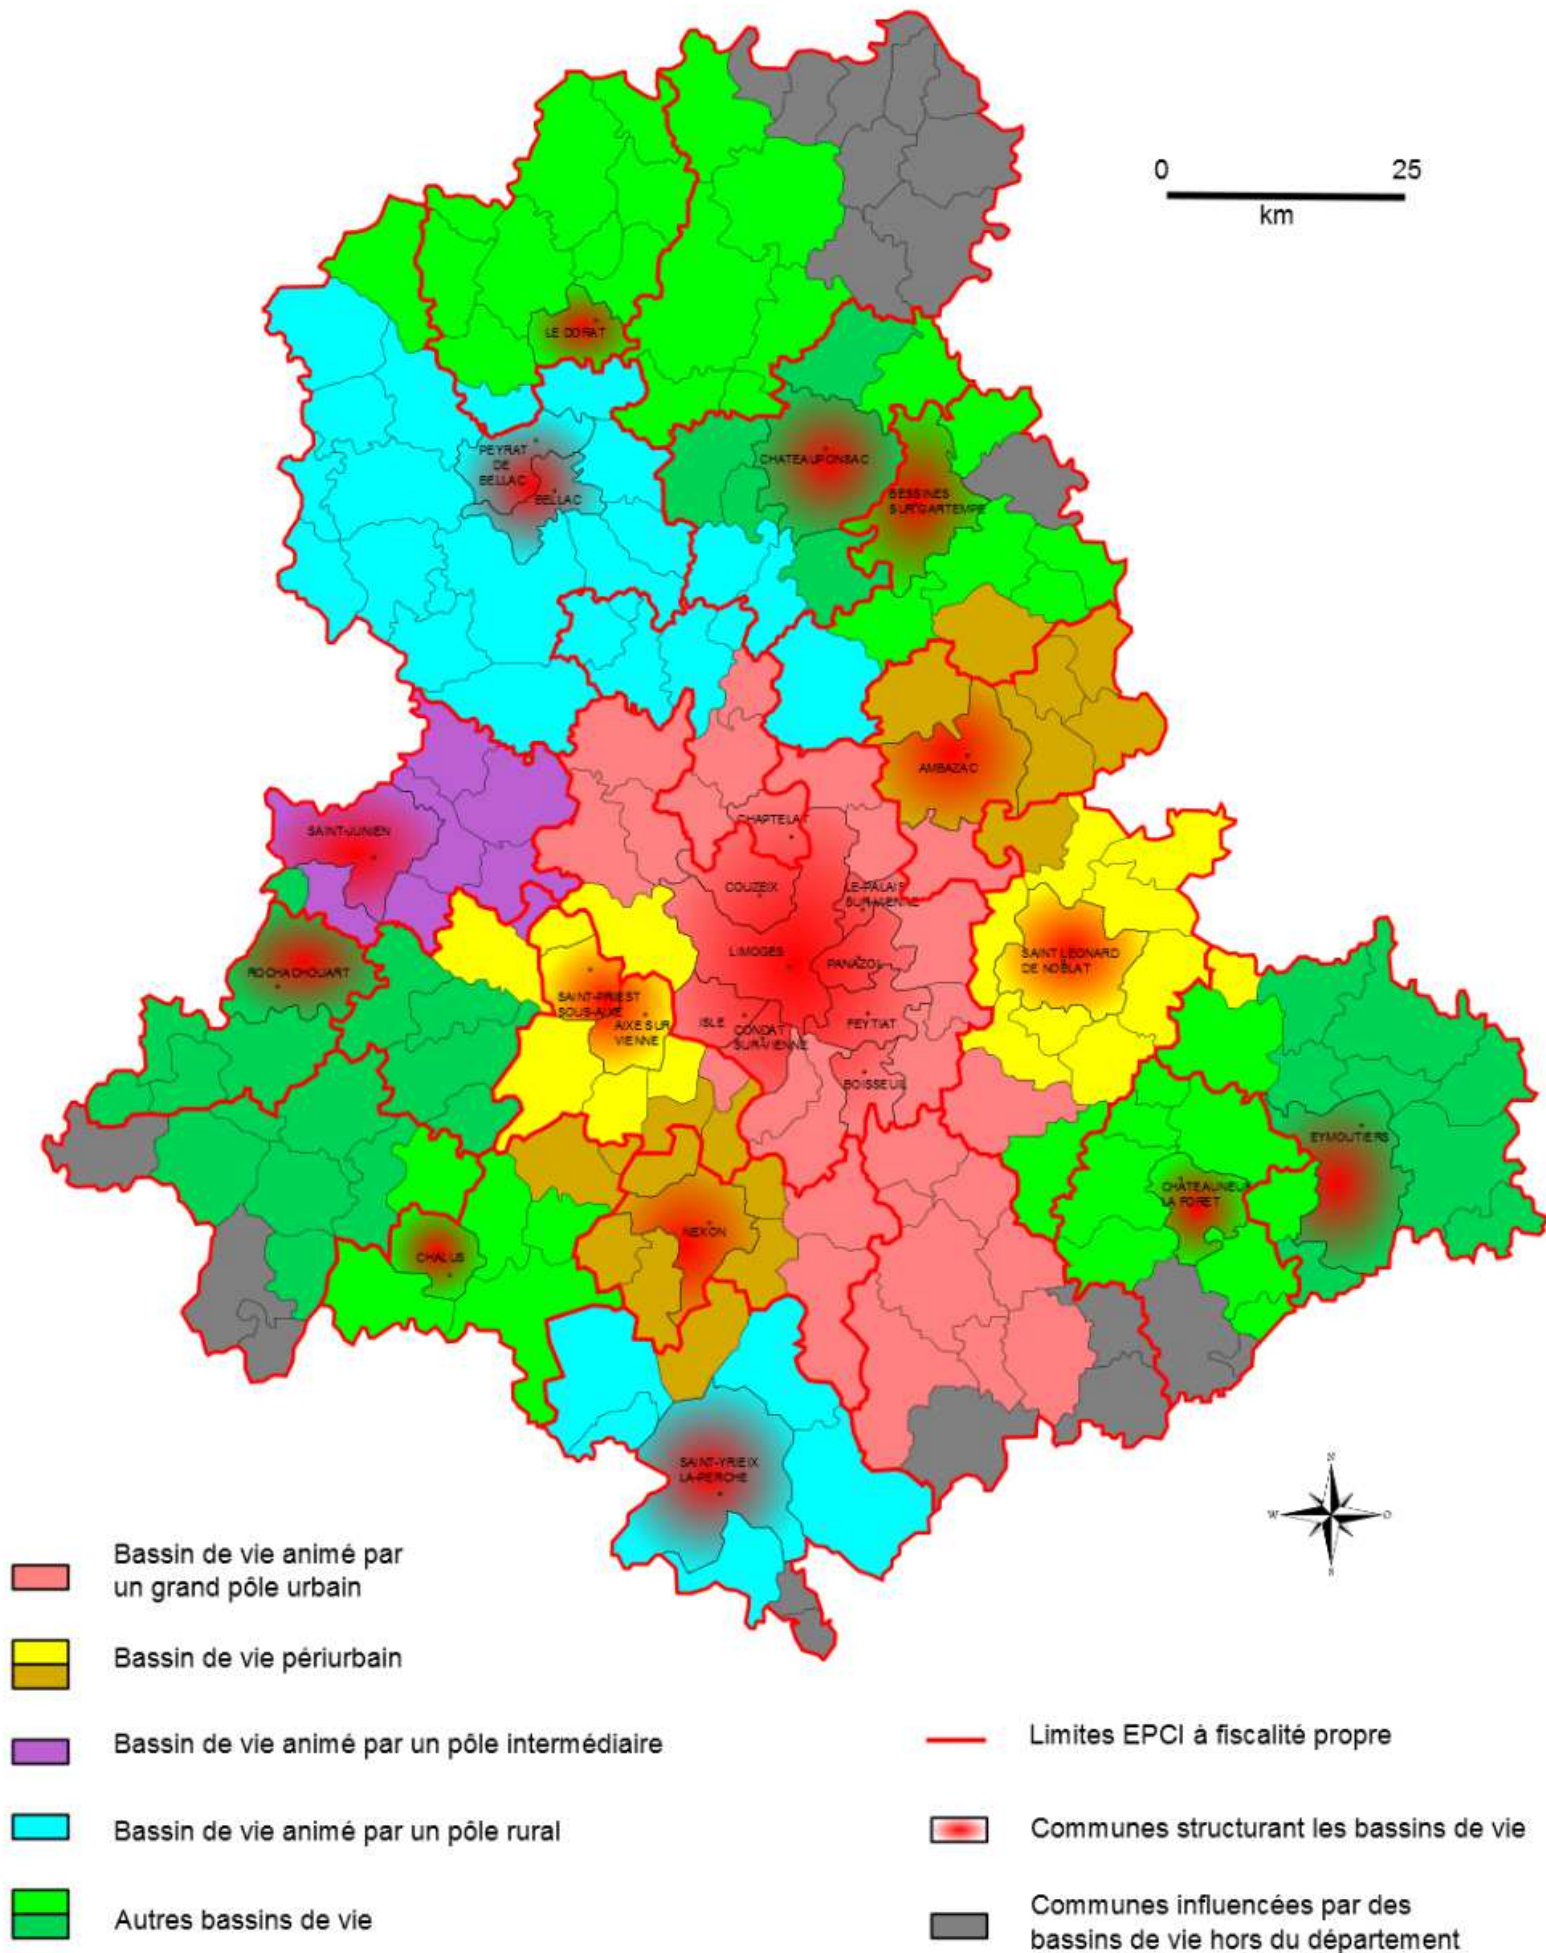 0 25
km
LE DORAT
PEYRAT
DE
BELLAC
BELLAC
CHATEAUPONSAC
BESSINES
SUR GARTEMPE
AMBAZAC
SAINT-JUNIEN
CHAPTELAT
COUZEIX
LE-PALAIS
SUR-VIENNE
ROCHACHOUART
LIMOGES
PANAZOL
SAINT LEONARD
DE NOBLAT
SAINT-PRIEST
SOUS-AIXE
AIXE SUR
VIENNE
ISLE
CONDAT
SUR-VIENNE
FEYTIAT
BOISSEUIL
EYMOUTIERS
CHÂTEAUNEUF
LA FORET
NEXON
CHALUS
SAINT-YRIEIX
LA-PERCHE
N
W O
S
Bassin de vie animé par
un grand pôle urbain
Bassin de vie périurbain
Bassin de vie animé par un pôle intermédiaire
Bassin de vie animé par un pôle rural
Autres bassins de vie
Limites EPCI à fiscalité propre
Communes structurant les bassins de vie
Communes influencées par des
bassins de vie hors du département